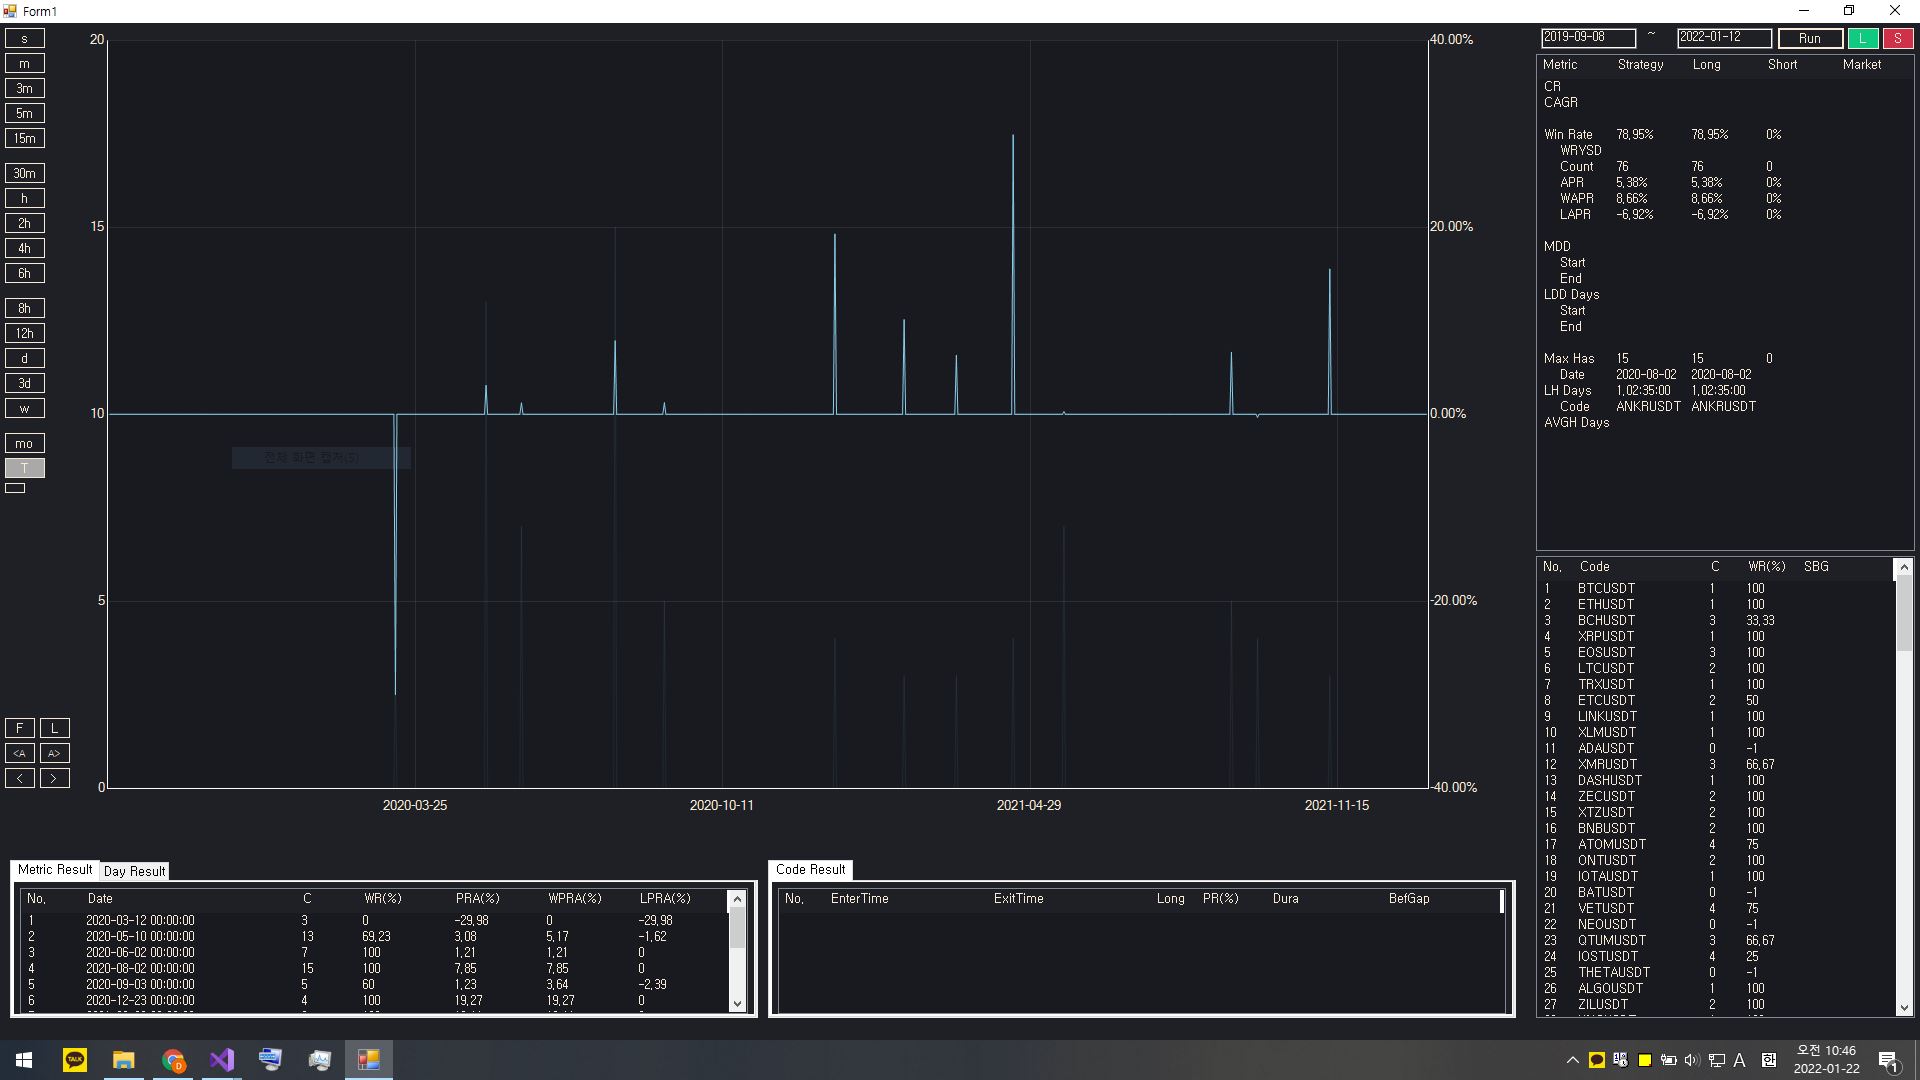 Form1
s
m
3m
5m
15m
30m
h
2h
4h
6h
8h
12h
d
3d
w
mo
T
F L
<A A>
< >
20
15
10
5
0
40.00%
20.00%
0.00%
-20.00%
-40.00%
2020-03-25 2020-10-11 2021-04-29 2021-11-15
전체 화면 캡처(S)
2019-09-08 ~ 2022-01-12 Run L S
Metric Strategy Long Short Market
CR
CAGR
Win Rate 78,95% 78,95% 0%
WRYSD
Count 76 76 0
APR 5,38% 5,38% 0%
WAPR 8,66% 8,66% 0%
LAPR -6,92% -6,92% 0%
MDD
Start
End
LDD Days
Start
End
Max Has 15 15 0
Date 2020-08-02 2020-08-02
LH Days 1,02:35:00 1,02:35:00
Code ANKRUSDT ANKRUSDT
AVGH Days
No, Code C WR(%) SBG
1 BTCUSDT 1 100
2 ETHUSDT 1 100
3 BCHUSDT 3 33,33
4 XRPUSDT 1 100
5 EOSUSDT 3 100
6 LTCUSDT 2 100
7 TRXUSDT 1 100
8 ETCUSDT 2 50
9 LINKUSDT 1 100
10 XLMUSDT 1 100
11 ADAUSDT 0 -1
12 XMRUSDT 3 66,67
13 DASHUSDT 1 100
14 ZECUSDT 2 100
15 XTZUSDT 2 100
16 BNBUSDT 2 100
17 ATOMUSDT 4 75
18 ONTUSDT 2 100
19 IOTAUSDT 1 100
20 BATUSDT 0 -1
21 VETUSDT 4 75
22 NEOUSDT 0 -1
23 QTUMUSDT 3 66,67
24 IOSTUSDT 4 25
25 THETAUSDT 0 -1
26 ALGOUSDT 1 100
27 ZILUSDT 2 100
Metric Result Day Result
No, Date C WR(%) PRA(%) WPRA(%) LPRA(%)
1 2020-03-12 00:00:00 3 0 -29,98 0 -29,98
2 2020-05-10 00:00:00 13 69,23 3,08 5,17 -1,62
3 2020-06-02 00:00:00 7 100 1,21 1,21 0
4 2020-08-02 00:00:00 15 100 7,85 7,85 0
5 2020-09-03 00:00:00 5 60 1,23 3,64 -2,39
6 2020-12-23 00:00:00 4 100 19,27 19,27 0
Code Result
No, EnterTime ExitTime Long PR(%) Dura BefGap
TALK
D
A 한
오전 10:46
2022-01-22
1